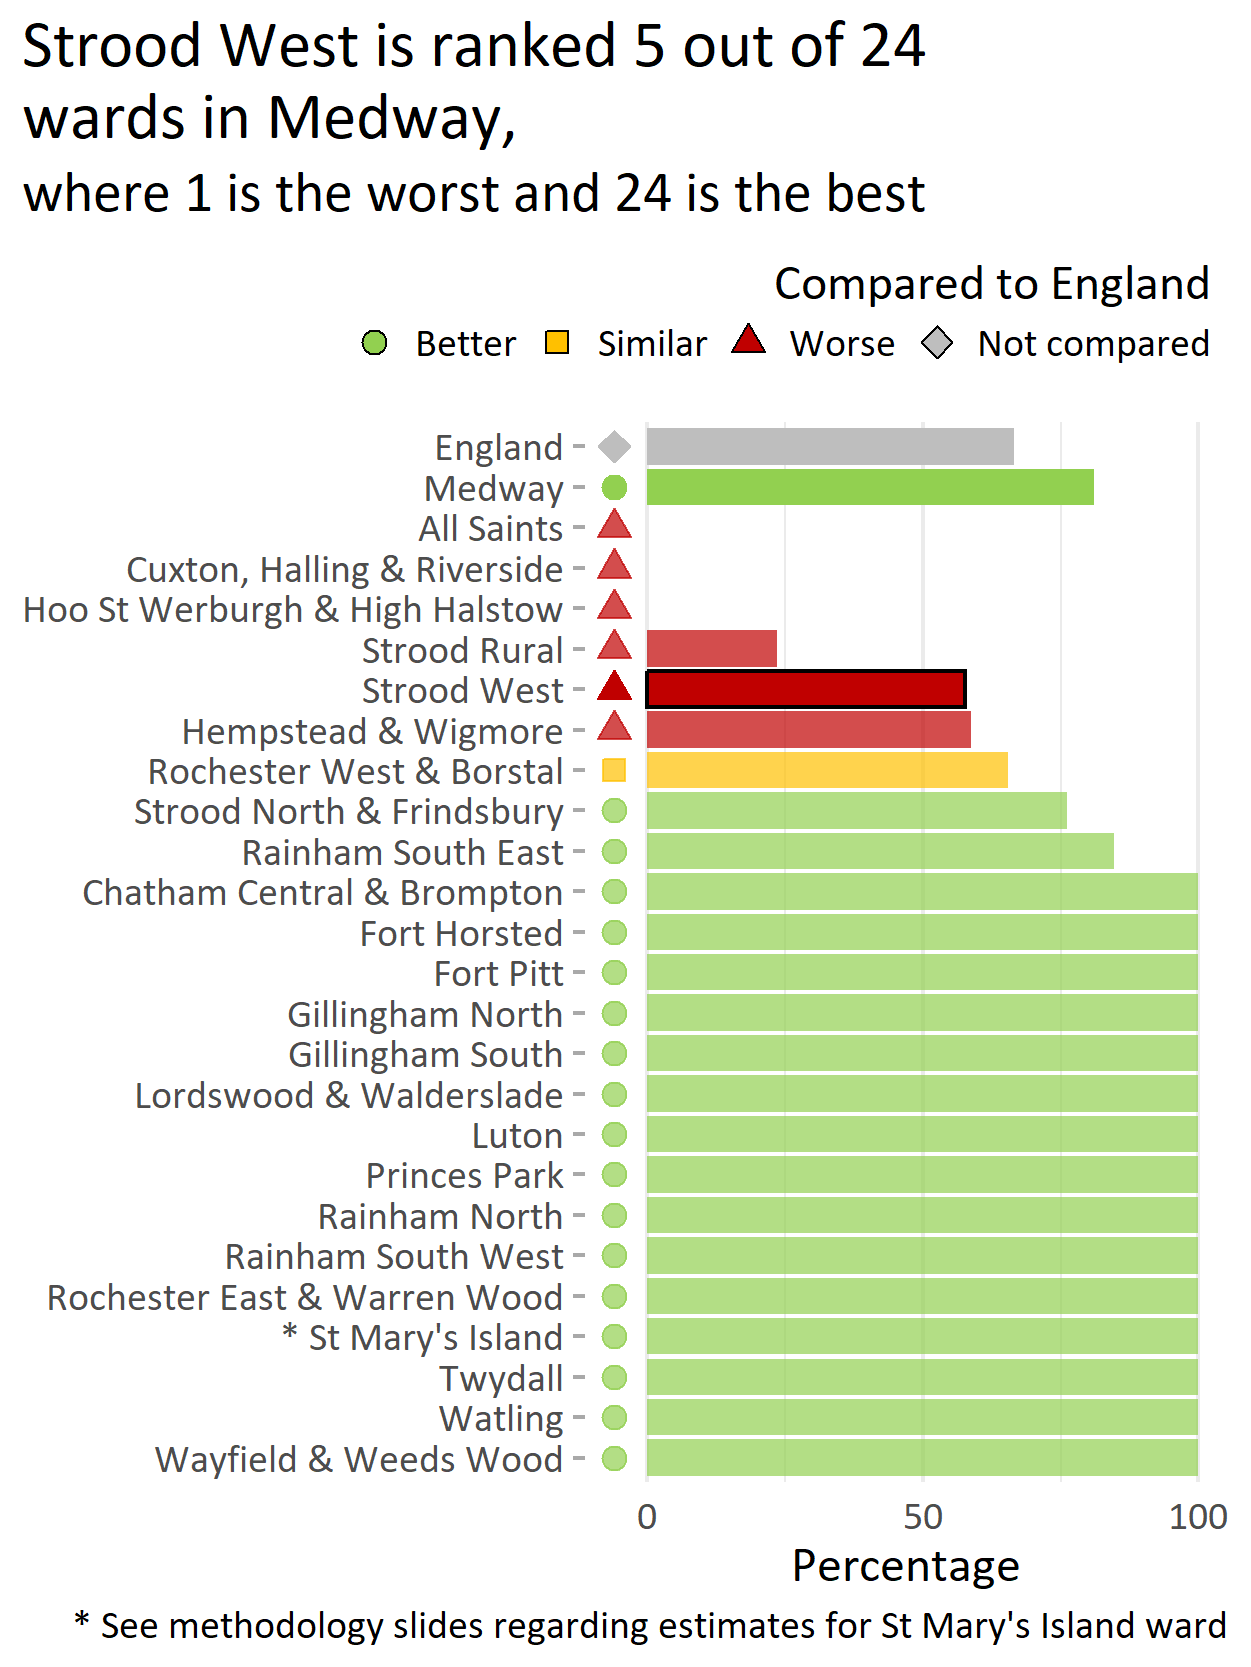 Strood West is ranked 5 out of 24
wards in Medway,
where 1 is the worst and 24 is the best
Compared to England
Better Similar Worse Not compared
England
Medway
All Saints
Cuxton, Halling & Riverside
Hoo St Werburgh & High Halstow
Strood Rural
Strood West
Hempstead & Wigmore
Rochester West & Borstal
Strood North & Frindsbury
Rainham South East
Chatham Central & Brompton
Fort Horsted
Fort Pitt
Gillingham North
Gillingham South
Lordswood & Walderslade
Luton
Princes Park
Rainham North
Rainham South West
Rochester East & Warren Wood
* St Mary's Island
Twydall
Watling
Wayfield & Weeds Wood
0 50 100
Percentage
* See methodology slides regarding estimates for St Mary's Island ward